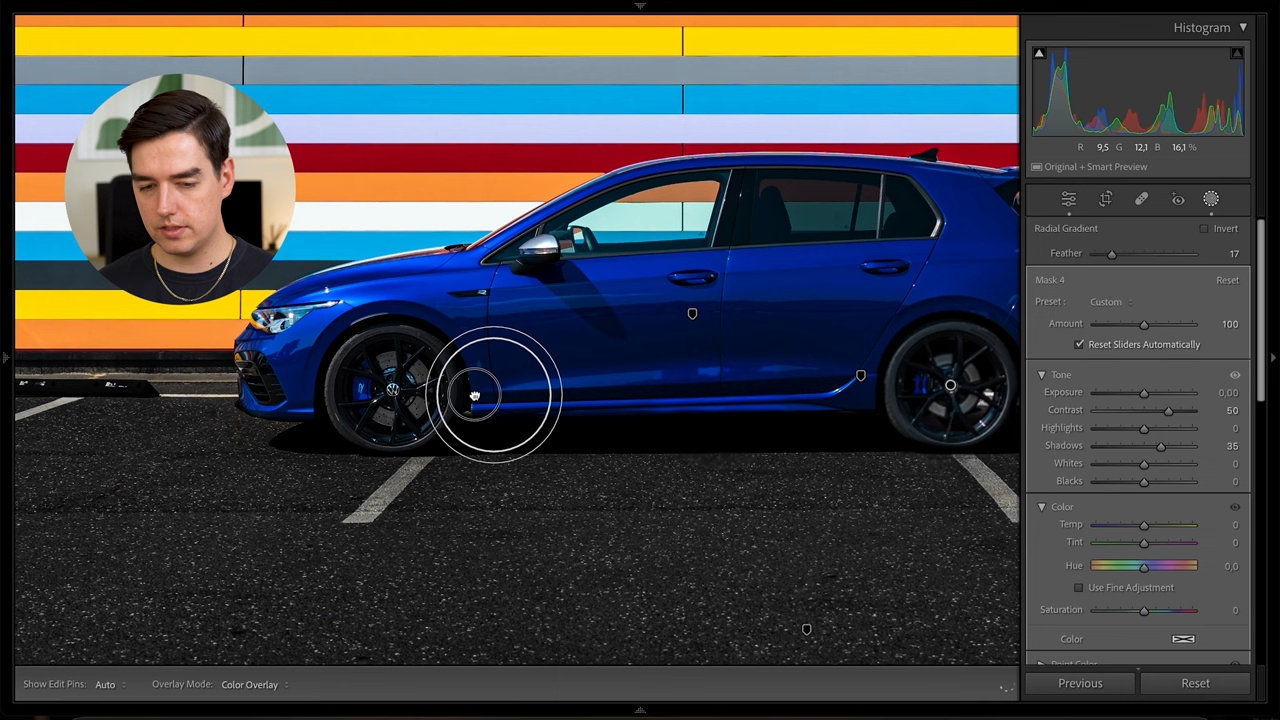 Histogram
R 9,5 G 12,1 B 16,1 %
Original + Smart Preview
Radial Gradient Invert
Feather 17
Mask 4 Reset
Preset : Custom
Amount 100
Reset Sliders Automatically
Tone
Exposure 0,00
Contrast 50
Highlights 0
Shadows 35
Whites 0
Blacks 0
Color
Temp 0
Tint 0
Hue 0,0
Use Fine Adjustment
Saturation 0
Color
Point Color
Show Edit Pins: Auto Overlay Mode: Color Overlay
Previous Reset